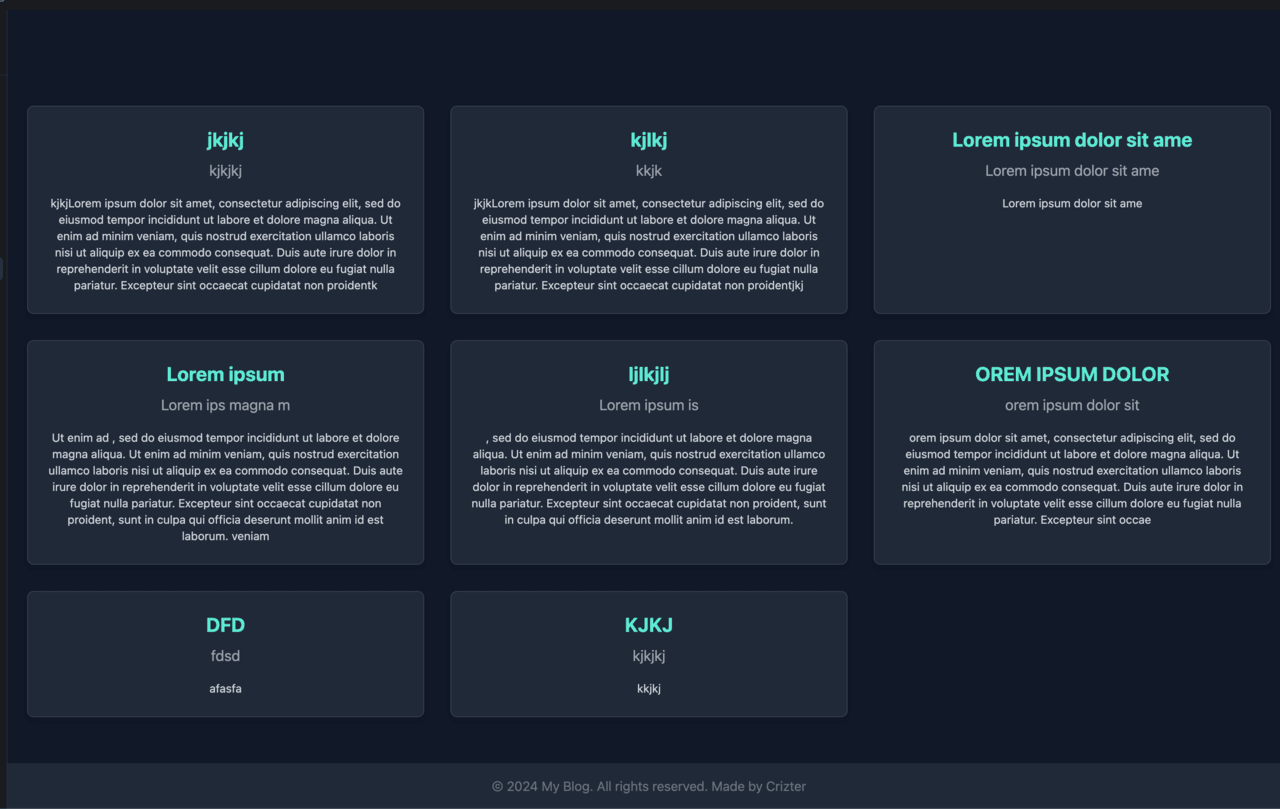 jkjkj
kjkjkj
kjkjLorem ipsum dolor sit amet, consectetur adipiscing elit, sed do
eiusmod tempor incididunt ut labore et dolore magna aliqua. Ut
enim ad minim veniam, quis nostrud exercitation ullamco laboris
nisi ut aliquip ex ea commodo consequat. Duis aute irure dolor in
reprehenderit in voluptate velit esse cillum dolore eu fugiat nulla
pariatur. Excepteur sint occaecat cupidatat non proidentk
kjlkj
kkjk
jkjkLorem ipsum dolor sit amet, consectetur adipiscing elit, sed do
eiusmod tempor incididunt ut labore et dolore magna aliqua. Ut
enim ad minim veniam, quis nostrud exercitation ullamco laboris
nisi ut aliquip ex ea commodo consequat. Duis aute irure dolor in
reprehenderit in voluptate velit esse cillum dolore eu fugiat nulla
pariatur. Excepteur sint occaecat cupidatat non proidentjkj
Lorem ipsum dolor sit ame
Lorem ipsum dolor sit ame
Lorem ipsum dolor sit ame
Lorem ipsum
Lorem ips magna m
Ut enim ad , sed do eiusmod tempor incididunt ut labore et dolore
magna aliqua. Ut enim ad minim veniam, quis nostrud exercitation
ullamco laboris nisi ut aliquip ex ea commodo consequat. Duis aute
irure dolor in reprehenderit in voluptate velit esse cillum dolore eu
fugiat nulla pariatur. Excepteur sint occaecat cupidatat non
proident, sunt in culpa qui officia deserunt mollit anim id est
laborum. veniam
ljlkjlj
Lorem ipsum is
, sed do eiusmod tempor incididunt ut labore et dolore magna
aliqua. Ut enim ad minim veniam, quis nostrud exercitation ullamco
laboris nisi ut aliquip ex ea commodo consequat. Duis aute irure
dolor in reprehenderit in voluptate velit esse cillum dolore eu fugiat
nulla pariatur. Excepteur sint occaecat cupidatat non proident, sunt
in culpa qui officia deserunt mollit anim id est laborum.
OREM IPSUM DOLOR
orem ipsum dolor sit
orem ipsum dolor sit amet, consectetur adipiscing elit, sed do
eiusmod tempor incididunt ut labore et dolore magna aliqua. Ut
enim ad minim veniam, quis nostrud exercitation ullamco laboris
nisi ut aliquip ex ea commodo consequat. Duis aute irure dolor in
reprehenderit in voluptate velit esse cillum dolore eu fugiat nulla
pariatur. Excepteur sint occae
DFD
fdsd
afasfa
KJKJ
kjkjkj
kkjkj
© 2024 My Blog. All rights reserved. Made by Crizter